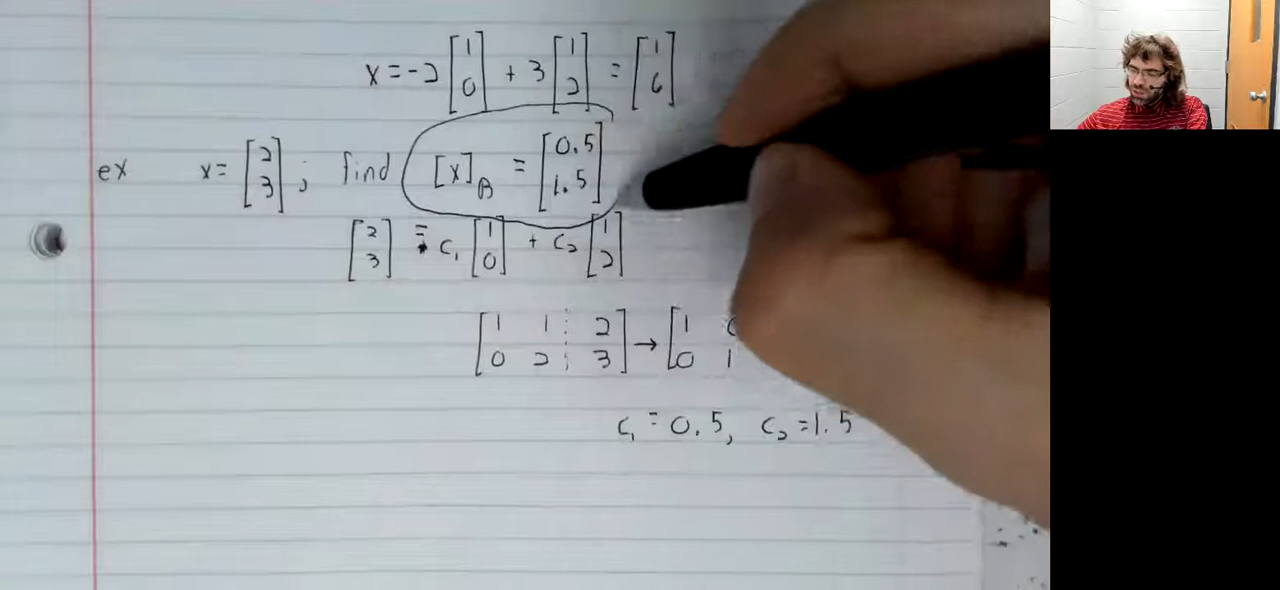 x = -2 [1 0] + 3 [1 2] = [1 6]
ex x = [2 3] ; find [x]_B = [0.5 1.5]
[2 3] = c₁ [1 0] + c₂ [1 2]
[1 1 ⋮ 2 0 2 ⋮ 3] → [1 0 1
c₁ = 0.5, c₂ = 1.5